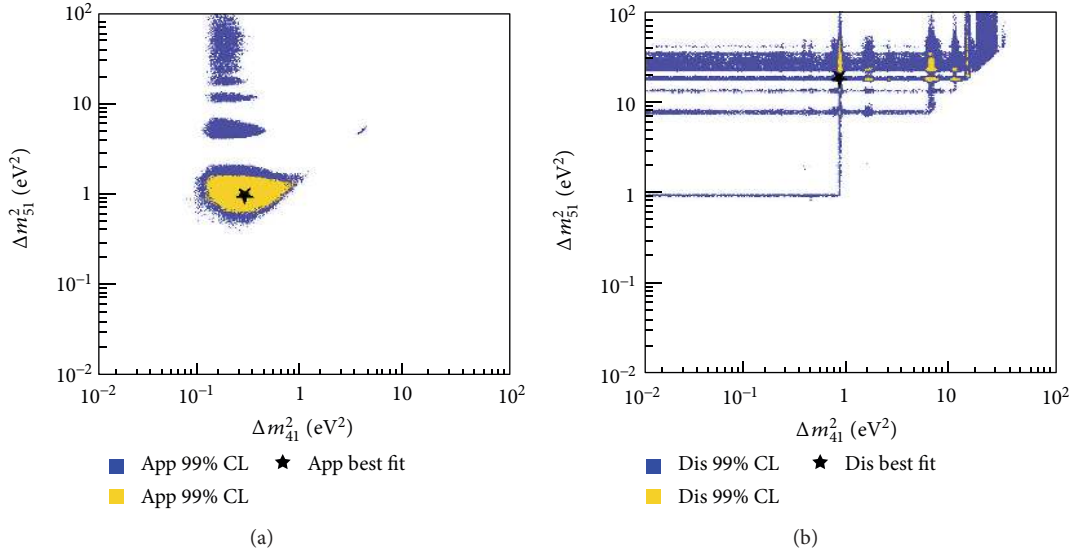 10²
10
1
10⁻¹
10⁻²
Δm²₅₁ (eV²)
10⁻² 10⁻¹ 1 10 10²
Δm²₄₁ (eV²)
App 99% CL App best fit
App 99% CL
(a)
10²
10
1
10⁻¹
10⁻²
Δm²₅₁ (eV²)
10⁻² 10⁻¹ 1 10 10²
Δm²₄₁ (eV²)
Dis 99% CL Dis best fit
Dis 99% CL
(b)